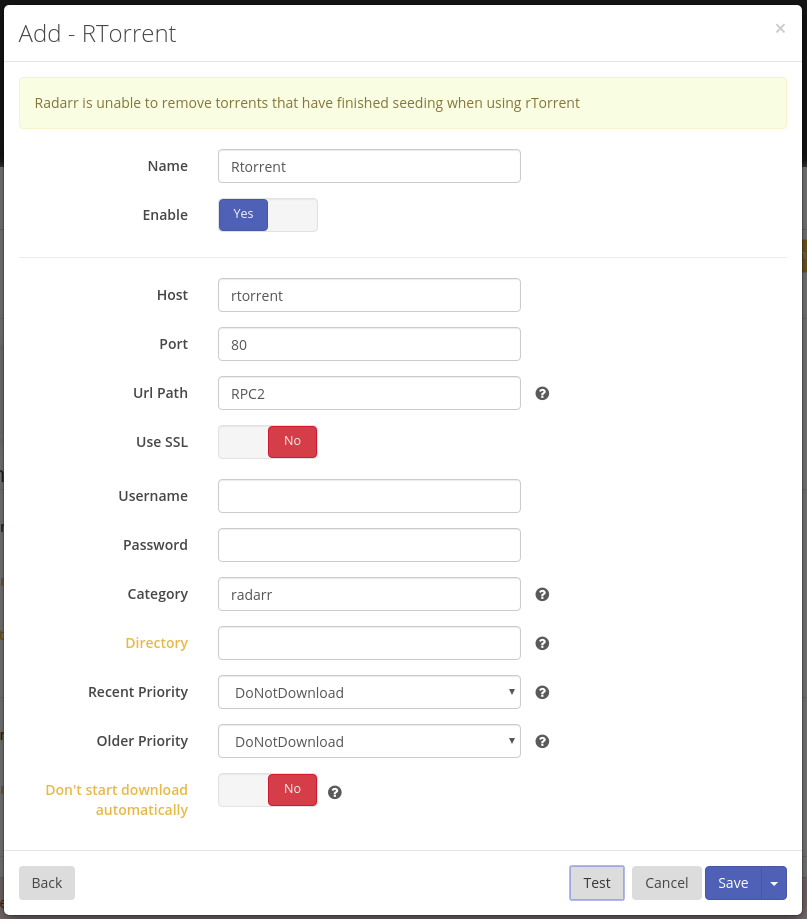 Add - RTorrent
×
Radarr is unable to remove torrents that have finished seeding when using rTorrent
Name
Rtorrent
Enable
Yes
Host
rtorrent
Port
80
Url Path
RPC2
Use SSL
No
Username
Password
Category
radarr
Directory
Recent Priority
DoNotDownload
Older Priority
DoNotDownload
Don't start download
automatically
No
Back
Test
Cancel
Save